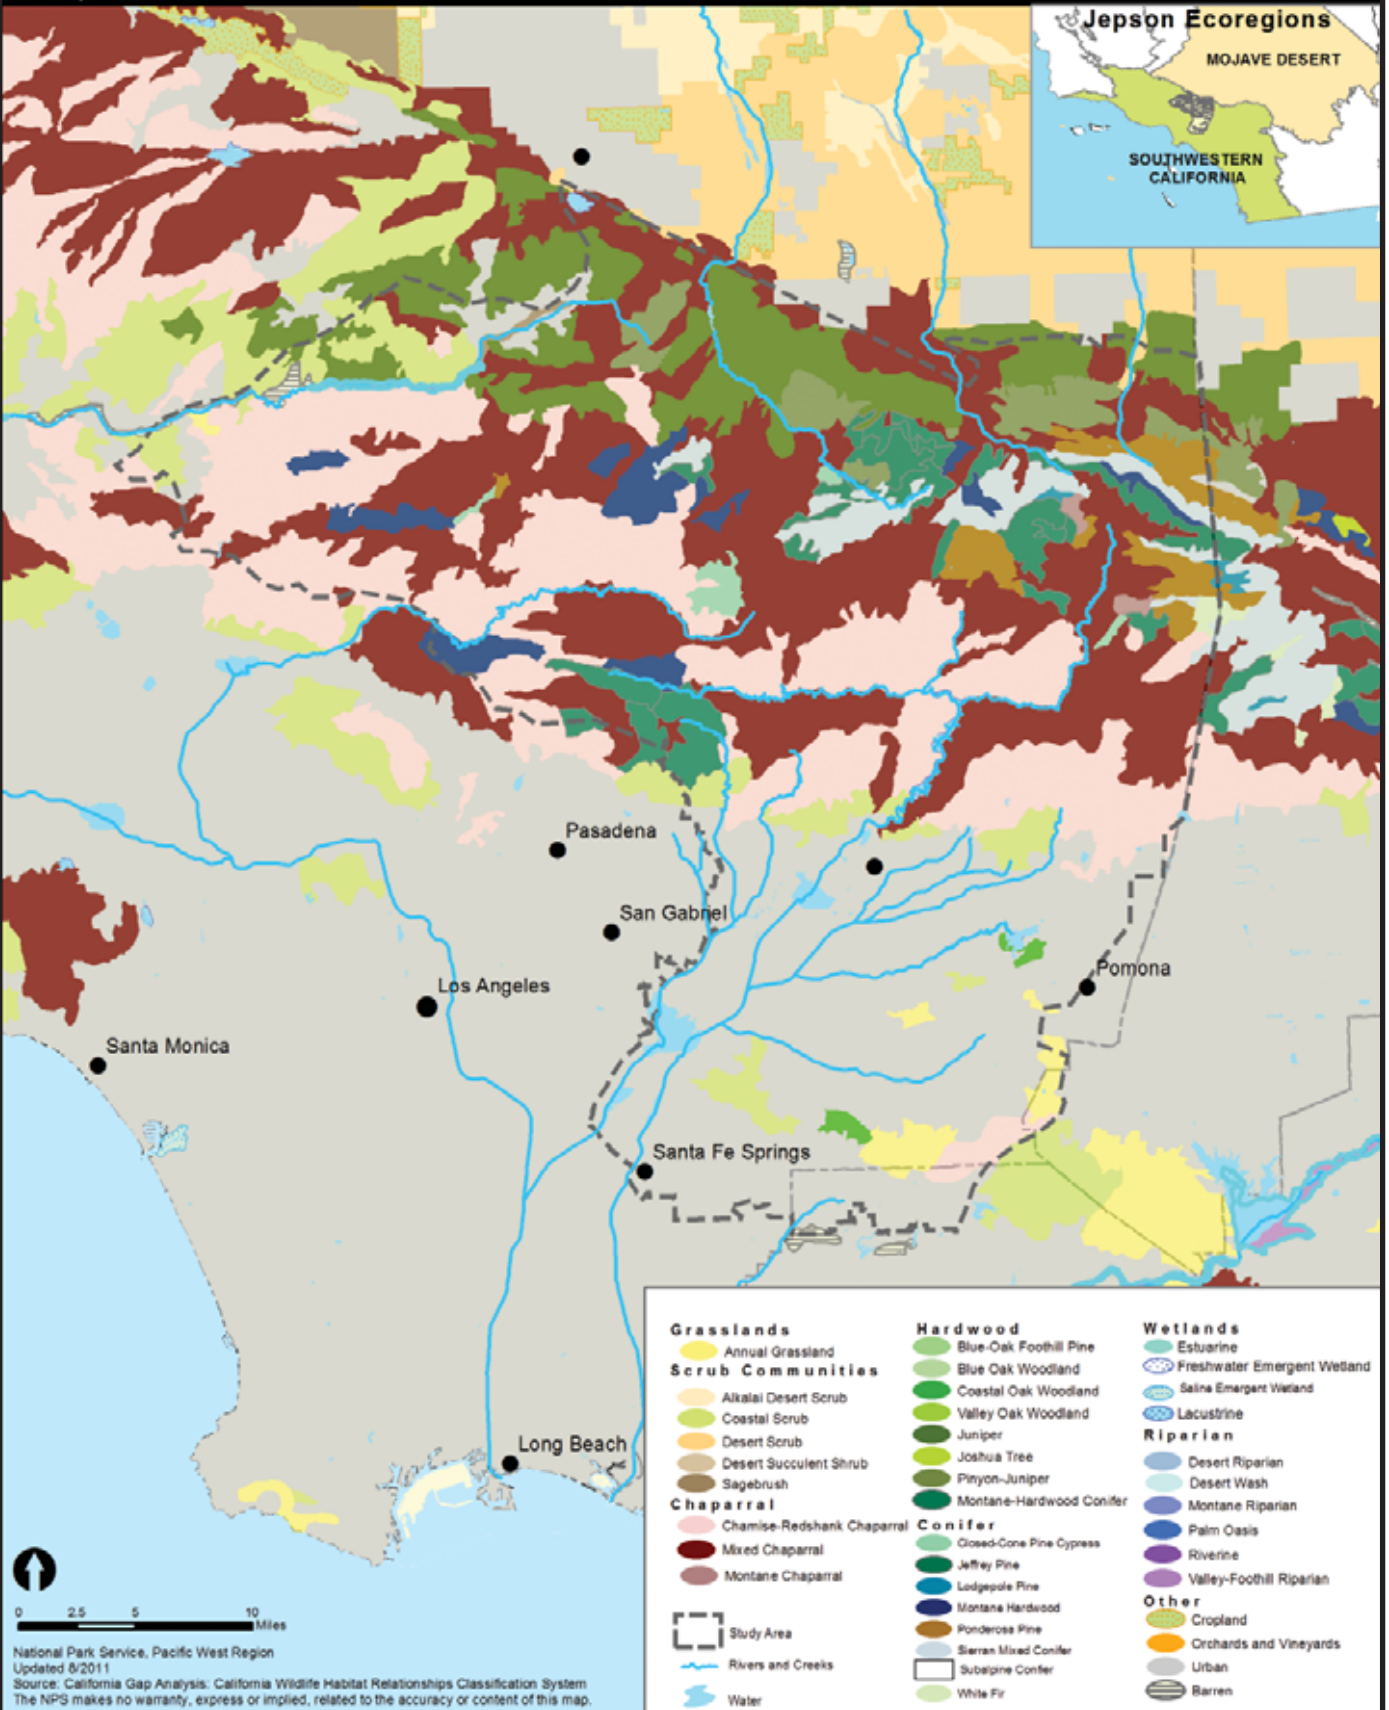 Jepson Ecoregions
MOJAVE DESERT
SOUTHWESTERN
CALIFORNIA
Pasadena
San Gabriel
Los Angeles
Pomona
Santa Monica
Santa Fe Springs
Long Beach
Grasslands
Annual Grassland
Scrub Communities
Alkalai Desert Scrub
Coastal Scrub
Desert Scrub
Desert Succulent Shrub
Sagebrush
Chaparral
Chamise-Redshank Chaparral
Mixed Chaparral
Montane Chaparral
Study Area
Rivers and Creeks
Water
Hardwood
Blue-Oak Foothill Pine
Blue Oak Woodland
Coastal Oak Woodland
Valley Oak Woodland
Juniper
Joshua Tree
Pinyon-Juniper
Montane-Hardwood Conifer
Conifer
Closed-Cone Pine Cypress
Jeffrey Pine
Lodgepole Pine
Montane Hardwood
Ponderosa Pine
Sierran Mixed Conifer
Subalpine Confier
White Fir
Wetlands
Estuarine
Freshwater Emergent Wetland
Saline Emergent Wetland
Lacustrine
Riparian
Desert Riparian
Desert Wash
Montane Riparian
Palm Oasis
Riverine
Valley-Foothill Riparian
Other
Cropland
Orchards and Vineyards
Urban
Barren
0 2.5 5 10
Miles
National Park Service, Pacific West Region
Updated 8/2011
Source: California Gap Analysis: California Wildlife Habitat Relationships Classification System
The NPS makes no warranty, express or implied, related to the accuracy or content of this map.